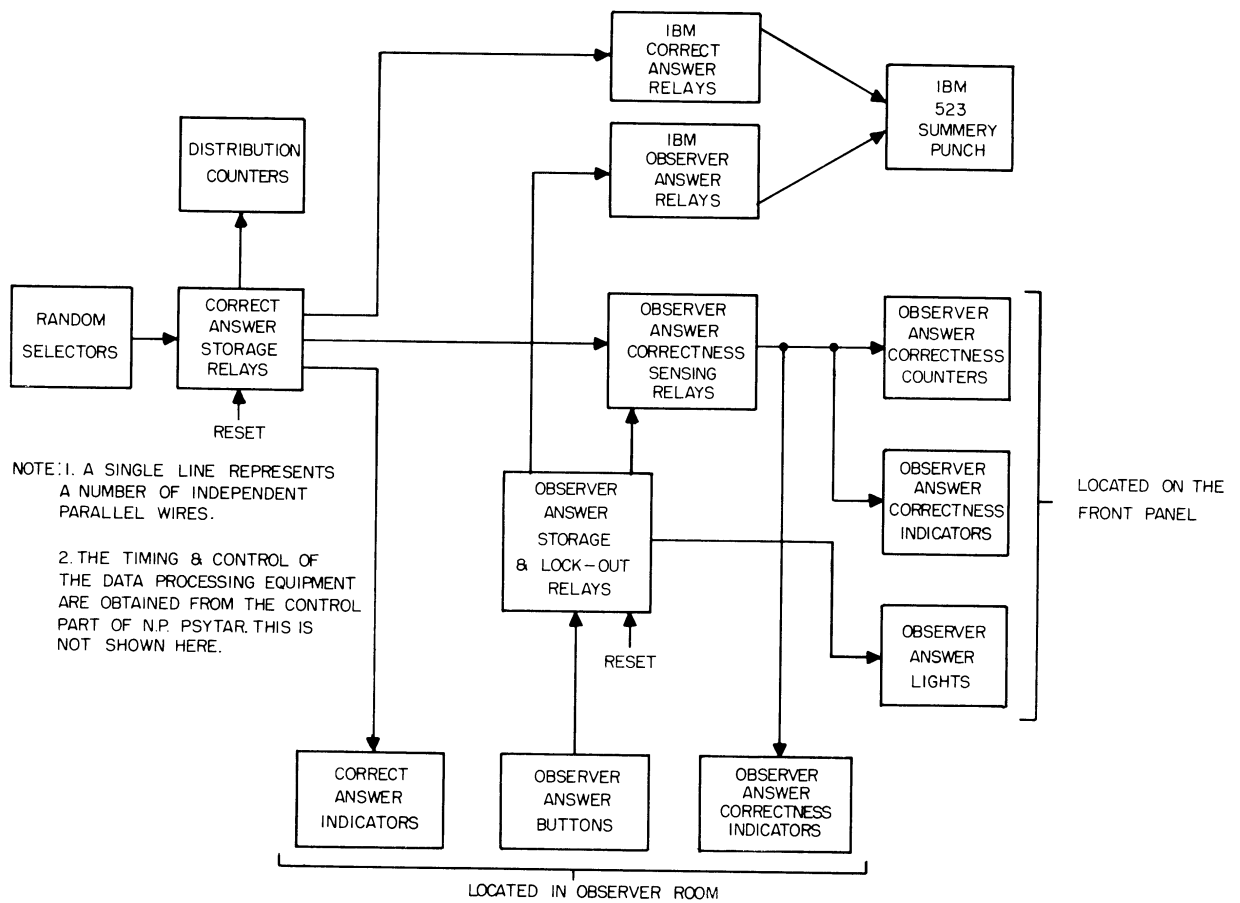 IBM
CORRECT
ANSWER
RELAYS
IBM
523
SUMMERY
PUNCH
DISTRIBUTION
COUNTERS
IBM
OBSERVER
ANSWER
RELAYS
RANDOM
SELECTORS
CORRECT
ANSWER
STORAGE
RELAYS
RESET
OBSERVER
ANSWER
CORRECTNESS
SENSING
RELAYS
OBSERVER
ANSWER
CORRECTNESS
COUNTERS
NOTE: 1. A SINGLE LINE REPRESENTS
A NUMBER OF INDEPENDENT
PARALLEL WIRES.
2. THE TIMING & CONTROL OF
THE DATA PROCESSING EQUIPMENT
ARE OBTAINED FROM THE CONTROL
PART OF N.P. PSYTAR. THIS IS
NOT SHOWN HERE.
OBSERVER
ANSWER
STORAGE
& LOCK-OUT
RELAYS
RESET
OBSERVER
ANSWER
CORRECTNESS
INDICATORS
LOCATED ON THE
FRONT PANEL
OBSERVER
ANSWER
LIGHTS
CORRECT
ANSWER
INDICATORS
OBSERVER
ANSWER
BUTTONS
OBSERVER
ANSWER
CORRECTNESS
INDICATORS
LOCATED IN OBSERVER ROOM